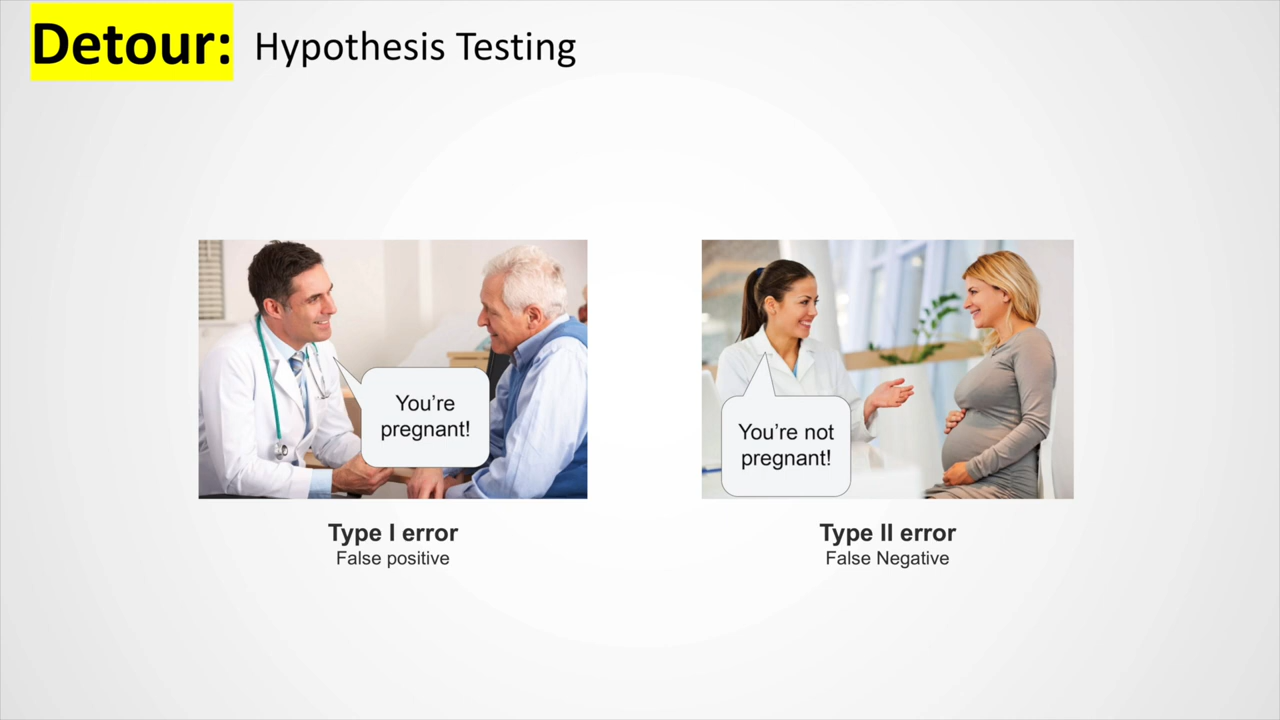 Detour: Hypothesis Testing
You’re
pregnant!
You’re not
pregnant!
Type I error
False positive
Type II error
False Negative